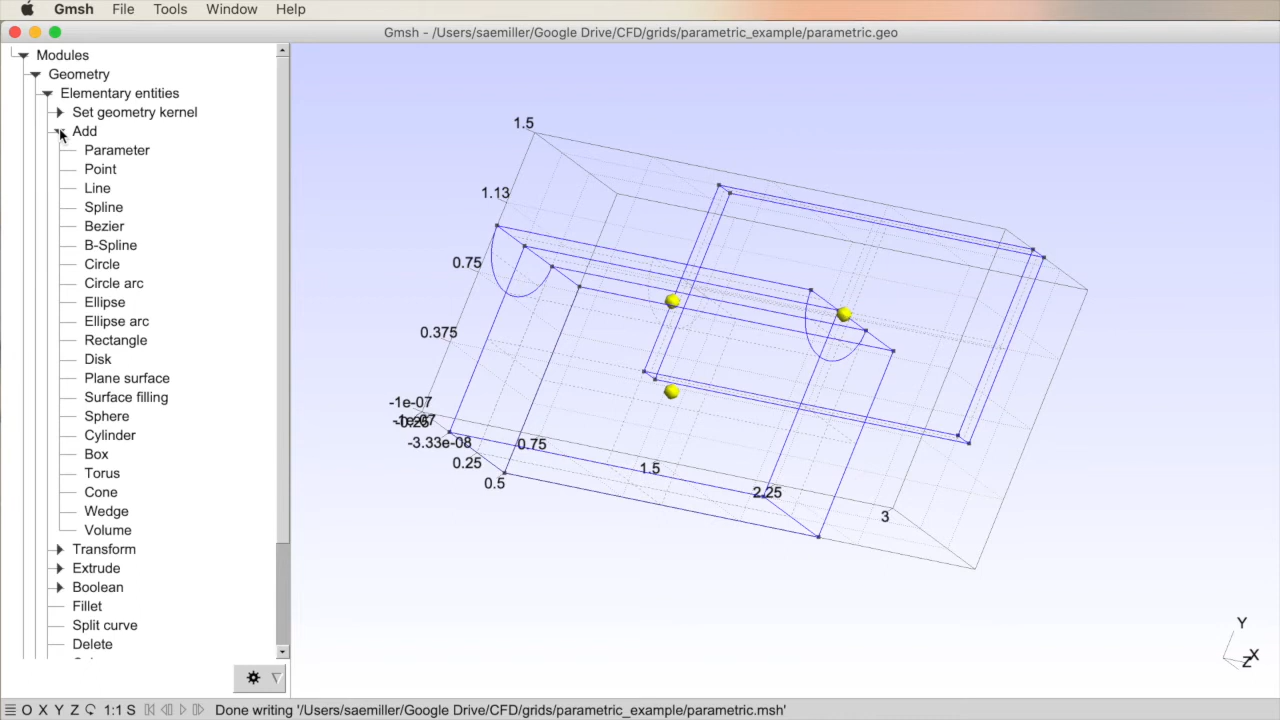 Gmsh File Tools Window Help
Gmsh - /Users/saemiller/Google Drive/CFD/grids/parametric_example/parametric.geo
Modules
Geometry
Elementary entities
Set geometry kernel
Add
Parameter
Point
Line
Spline
Bezier
B-Spline
Circle
Circle arc
Ellipse
Ellipse arc
Rectangle
Disk
Plane surface
Surface filling
Sphere
Cylinder
Box
Torus
Cone
Wedge
Volume
Transform
Extrude
Boolean
Fillet
Split curve
Delete
1.5
1.13
0.75
0.375
-1e-07
-3.33e-08
0.25
0.5
0.75
1.5
2.25
3
Y
X
Z
O X Y Z 1:1 S Done writing '/Users/saemiller/Google Drive/CFD/grids/parametric_example/parametric.msh'